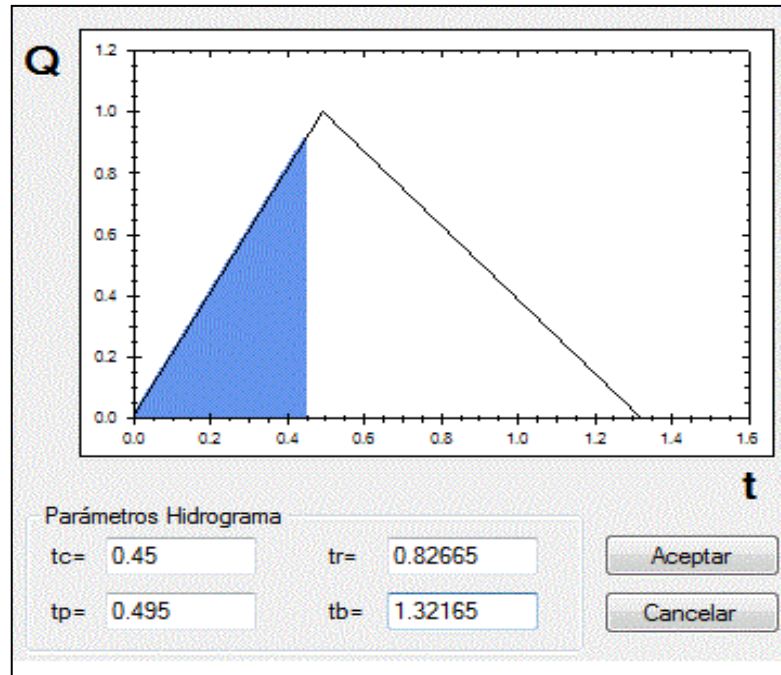 Q
1.2
1.0
0.8
0.6
0.4
0.2
0.0
0.0 0.2 0.4 0.6 0.8 1.0 1.2 1.4 1.6
t
Parámetros Hidrograma
tc= 0.45 tr= 0.82665 Aceptar
tp= 0.495 tb= 1.32165 Cancelar